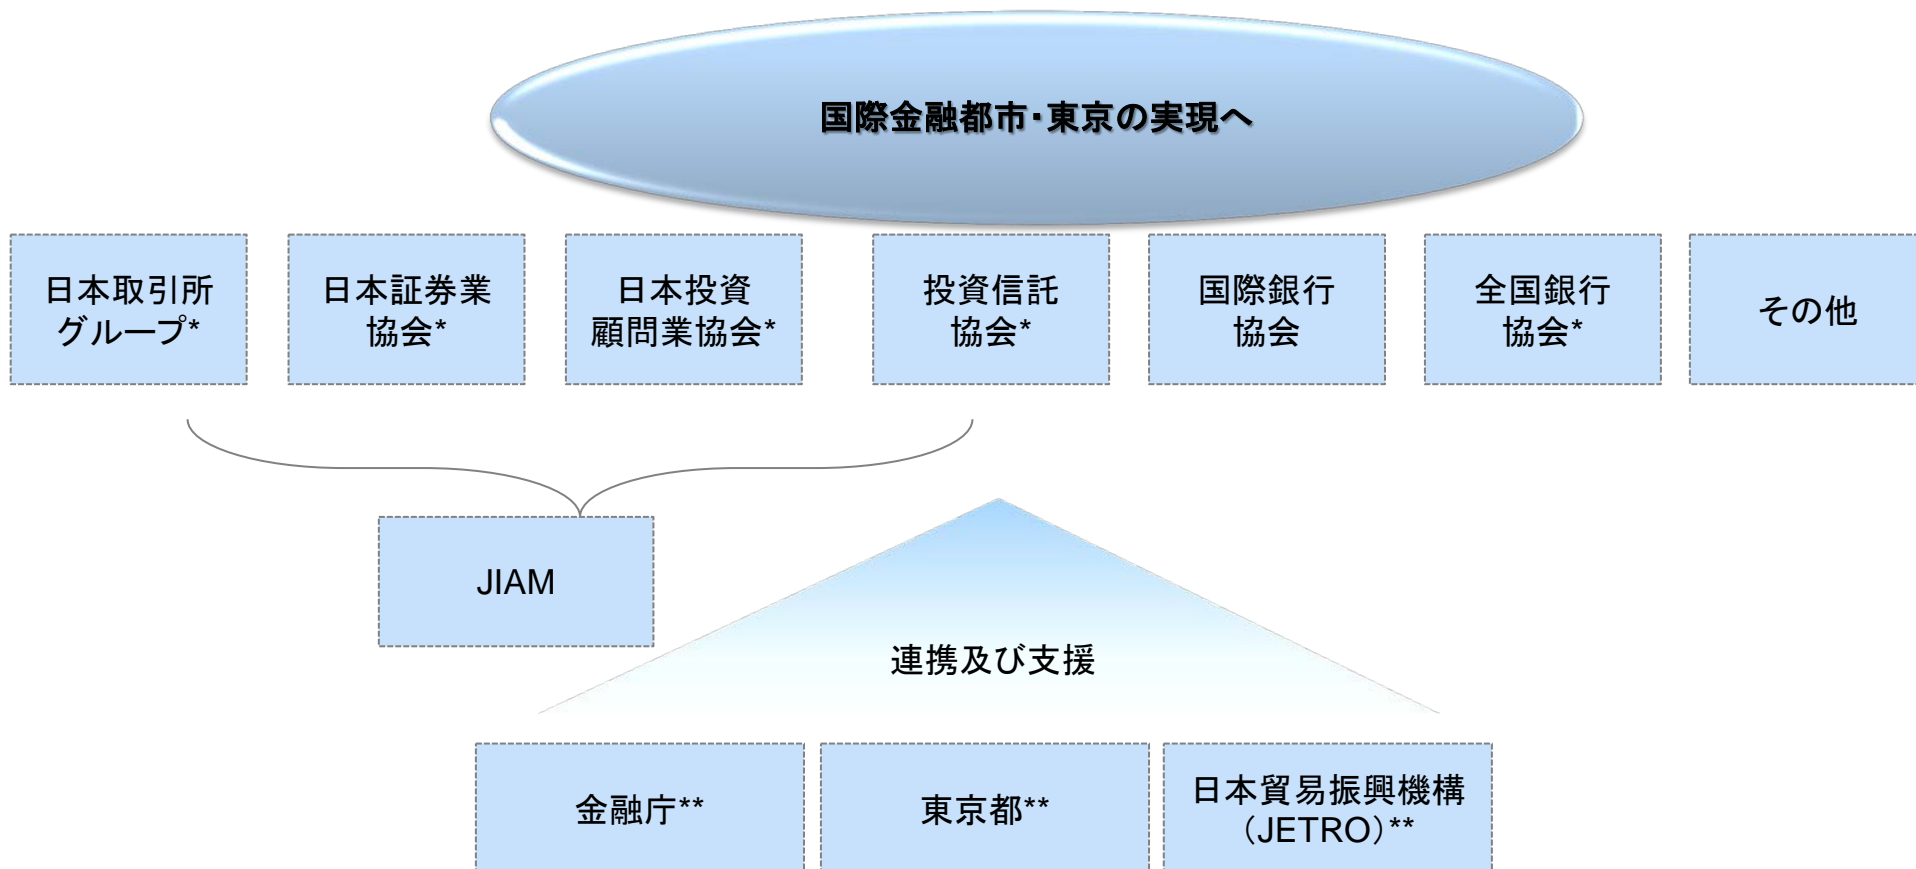 国際金融都市・東京の実現へ
日本取引所
グループ*
日本証券業
協会*
日本投資
顧問業協会*
投資信託
協会*
国際銀行
協会
全国銀行
協会*
その他
JIAM
連携及び支援
金融庁**
東京都**
日本貿易振興機構
（JETRO）**